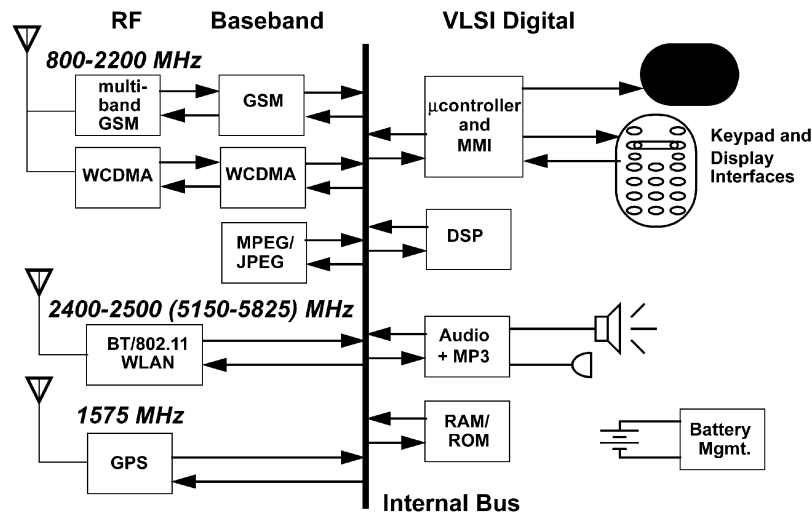 RF
Baseband
VLSI Digital
800-2200 MHz
multi-
band
GSM
GSM
μcontroller
and
MMI
Keypad and
Display
Interfaces
WCDMA
WCDMA
MPEG/
JPEG
DSP
2400-2500 (5150-5825) MHz
BT/802.11
WLAN
Audio
+ MP3
1575 MHz
GPS
RAM/
ROM
Battery
Mgmt.
Internal Bus